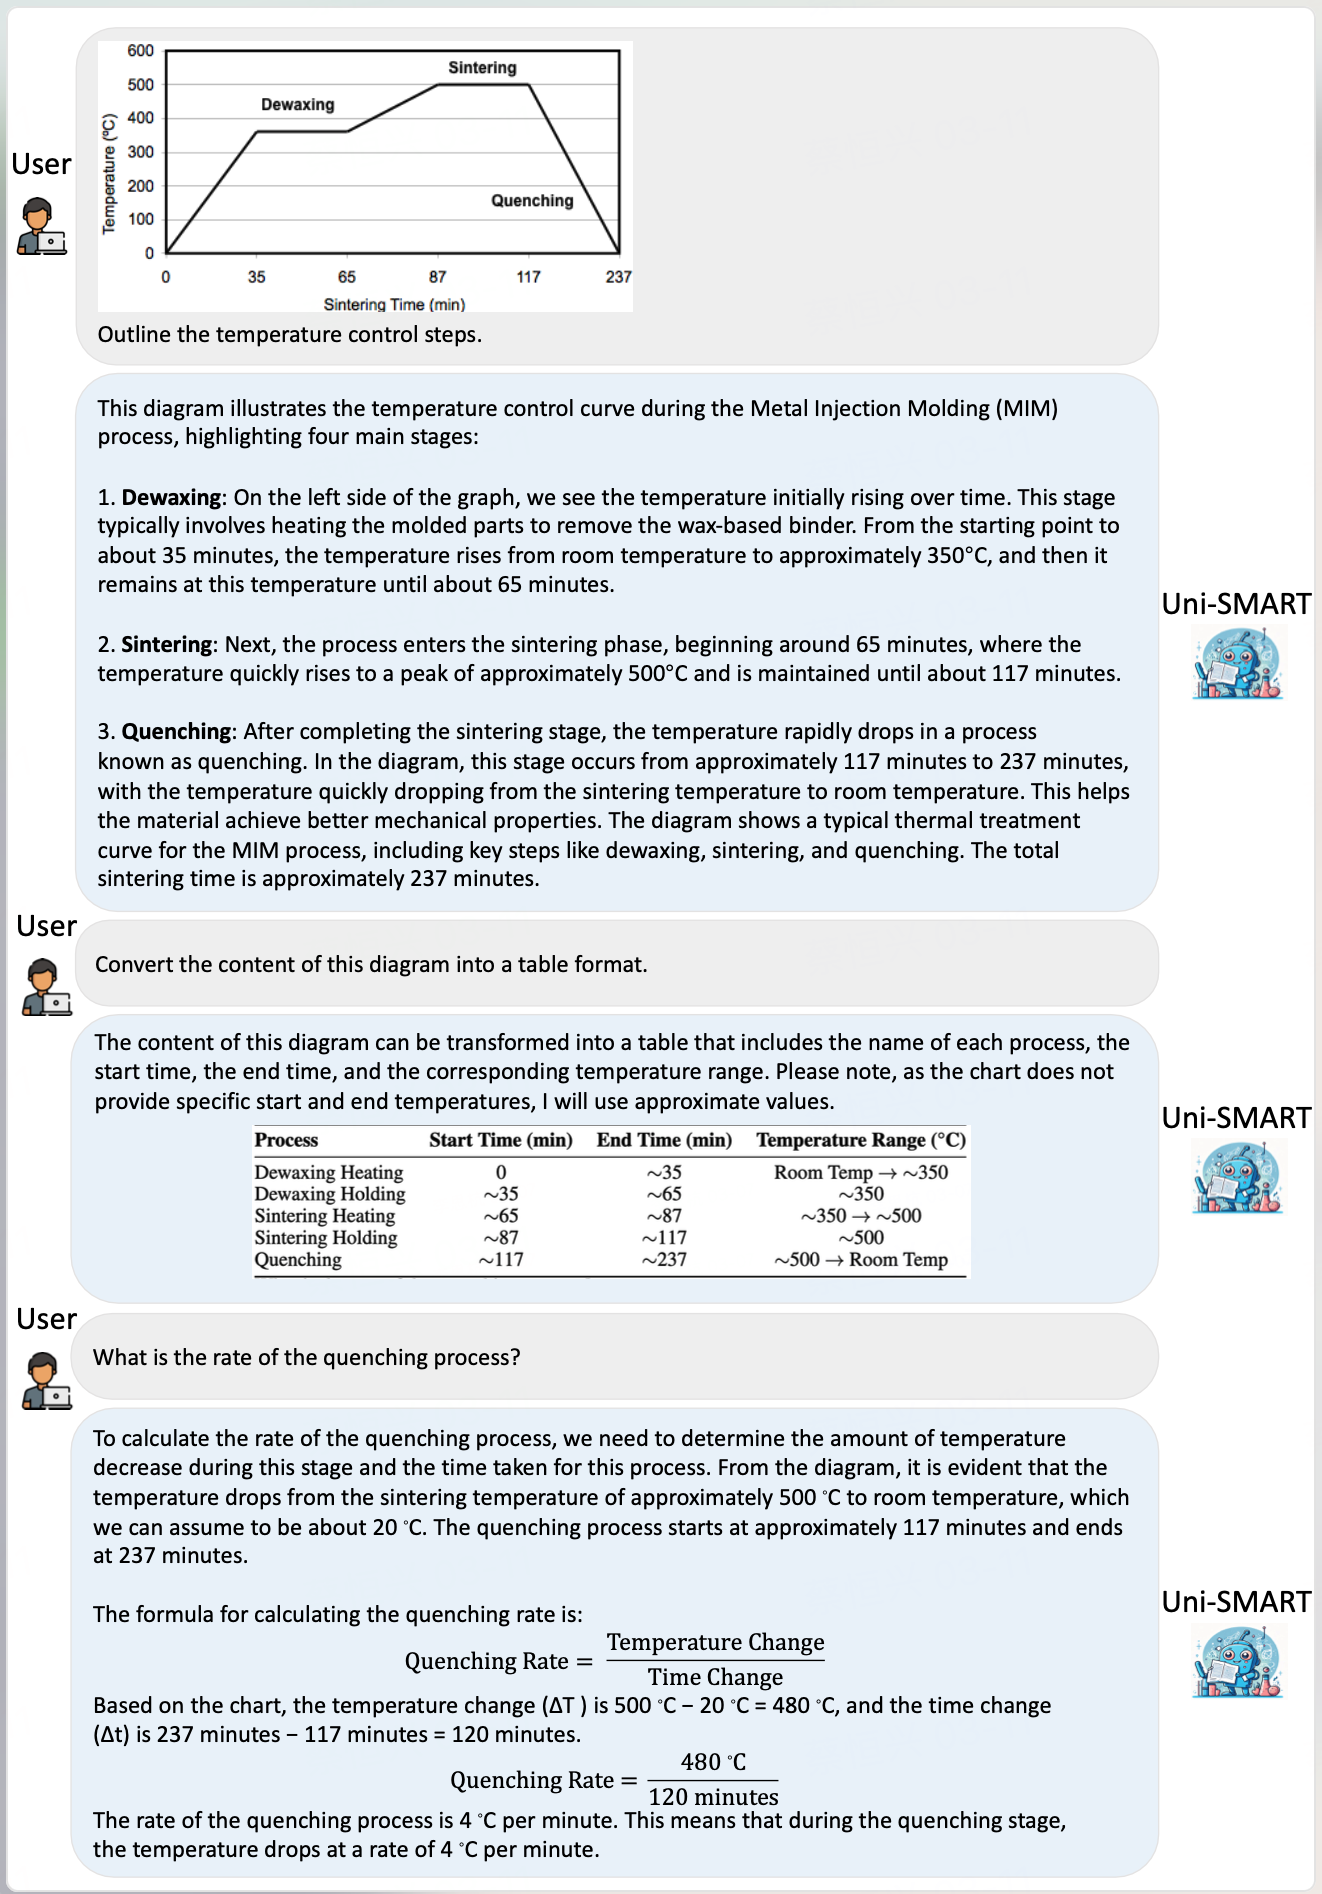 600
500
400
300
200
100
0
Temperature (ºC)
Dewaxing
Sintering
Quenching
0 35 65 87 117 237
Sintering Time (min)
User
Outline the temperature control steps.
This diagram illustrates the temperature control curve during the Metal Injection Molding (MIM)
process, highlighting four main stages:
1. Dewaxing: On the left side of the graph, we see the temperature initially rising over time. This stage
typically involves heating the molded parts to remove the wax-based binder. From the starting point to
about 35 minutes, the temperature rises from room temperature to approximately 350°C, and then it
remains at this temperature until about 65 minutes.
2. Sintering: Next, the process enters the sintering phase, beginning around 65 minutes, where the
temperature quickly rises to a peak of approximately 500°C and is maintained until about 117 minutes.
3. Quenching: After completing the sintering stage, the temperature rapidly drops in a process
known as quenching. In the diagram, this stage occurs from approximately 117 minutes to 237 minutes,
with the temperature quickly dropping from the sintering temperature to room temperature. This helps
the material achieve better mechanical properties. The diagram shows a typical thermal treatment
curve for the MIM process, including key steps like dewaxing, sintering, and quenching. The total
sintering time is approximately 237 minutes.
Uni-SMART
User
Convert the content of this diagram into a table format.
The content of this diagram can be transformed into a table that includes the name of each process, the
start time, the end time, and the corresponding temperature range. Please note, as the chart does not
provide specific start and end temperatures, I will use approximate values.
Process Start Time (min) End Time (min) Temperature Range (°C)
Dewaxing Heating 0 ~35 Room Temp → ~350
Dewaxing Holding ~35 ~65 ~350
Sintering Heating ~65 ~87 ~350 → ~500
Sintering Holding ~87 ~117 ~500
Quenching ~117 ~237 ~500 → Room Temp
Uni-SMART
User
What is the rate of the quenching process?
To calculate the rate of the quenching process, we need to determine the amount of temperature
decrease during this stage and the time taken for this process. From the diagram, it is evident that the
temperature drops from the sintering temperature of approximately 500 °C to room temperature, which
we can assume to be about 20 °C. The quenching process starts at approximately 117 minutes and ends
at 237 minutes.
The formula for calculating the quenching rate is:
Quenching Rate = Temperature Change
Time Change
Based on the chart, the temperature change (ΔT ) is 500 °C − 20 °C = 480 °C, and the time change
(Δt) is 237 minutes − 117 minutes = 120 minutes.
Quenching Rate = 480 °C
120 minutes
The rate of the quenching process is 4 °C per minute. This means that during the quenching stage,
the temperature drops at a rate of 4 °C per minute.
Uni-SMART